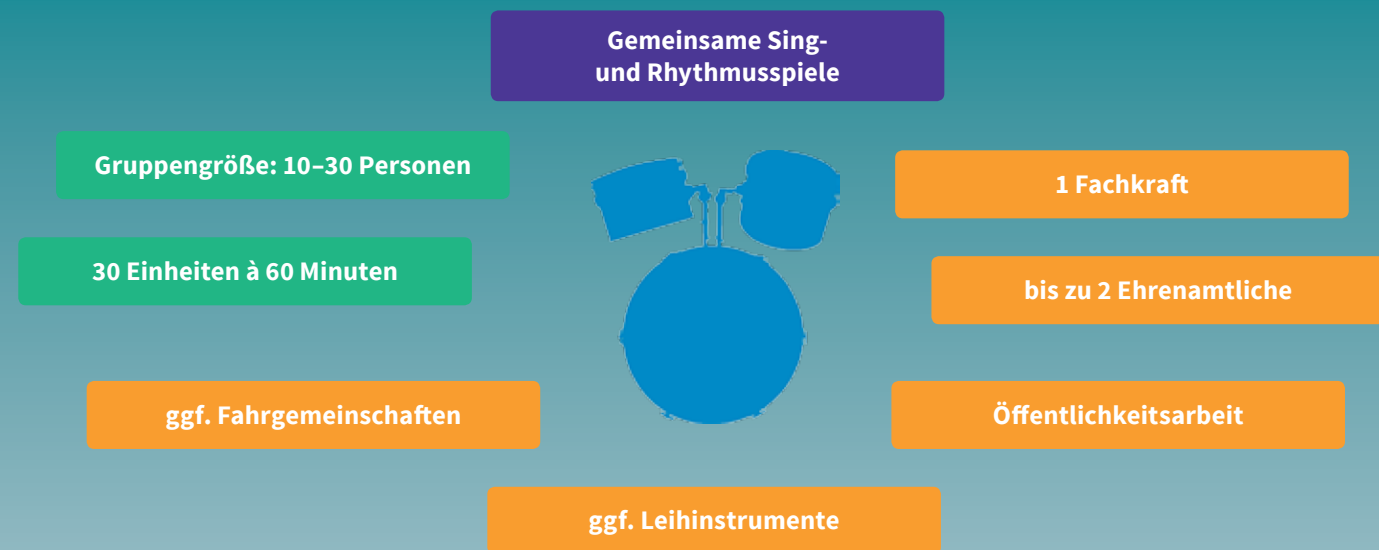 Gemeinsame Sing-
und Rhythmusspiele
Gruppengröße: 10–30 Personen
1 Fachkraft
30 Einheiten à 60 Minuten
bis zu 2 Ehrenamtliche
ggf. Fahrgemeinschaften
Öffentlichkeitsarbeit
ggf. Leihinstrumente